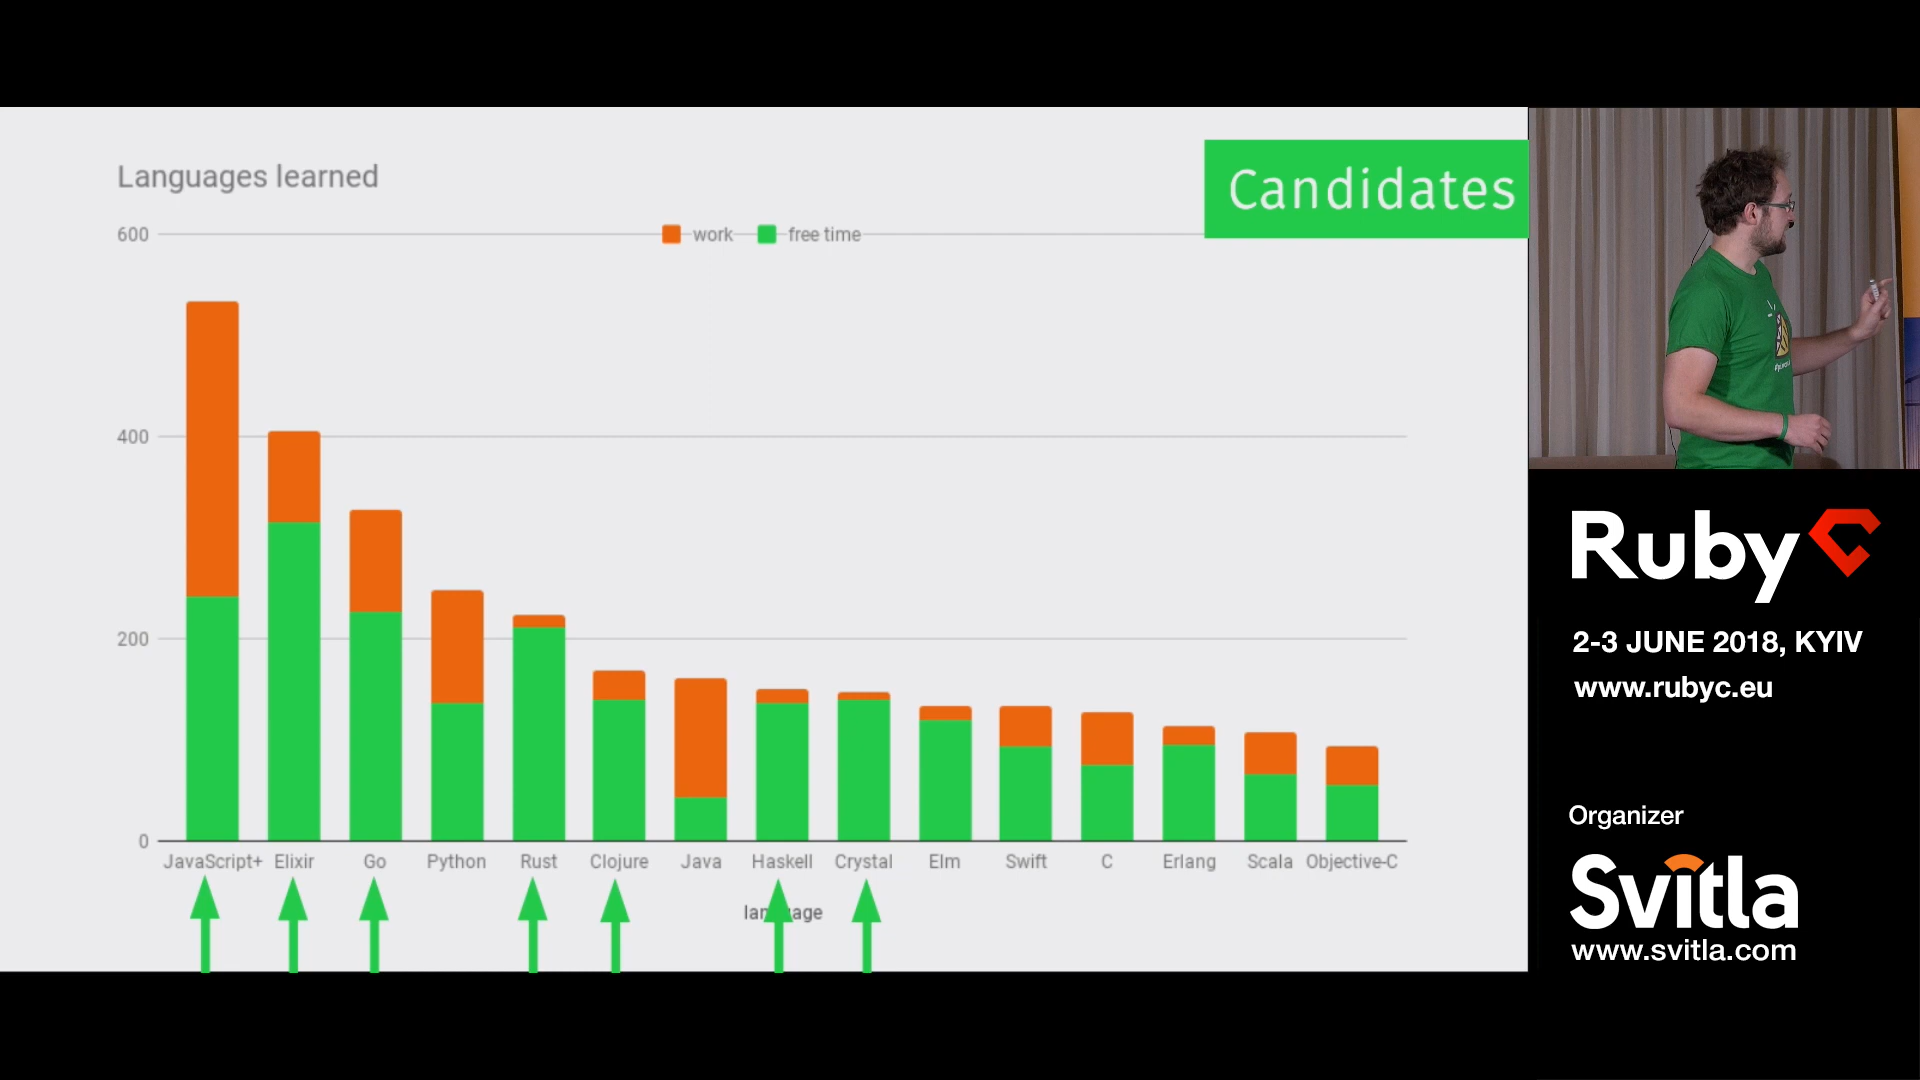 Languages learned
Candidates
work
free time
600
400
200
0
JavaScript+ Elixir Go Python Rust Clojure Java Haskell Crystal Elm Swift C Erlang Scala Objective-C
Ruby
2-3 JUNE 2018, KYIV
www.rubyc.eu
Organizer
Svitla
www.svitla.com